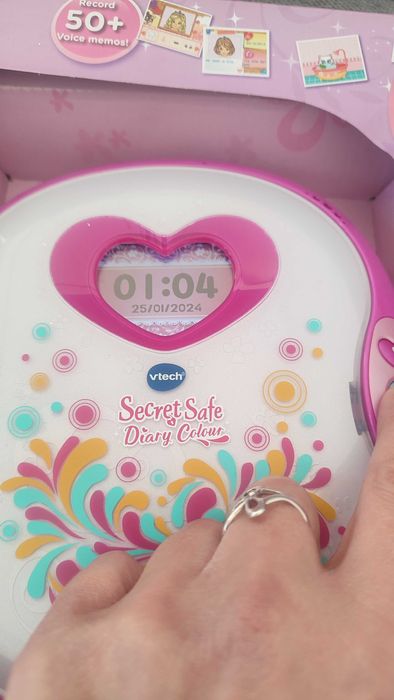 Record
50+
Voice memos!
01:04
25/01/2024
vtech
Secret Safe
Diary Colour